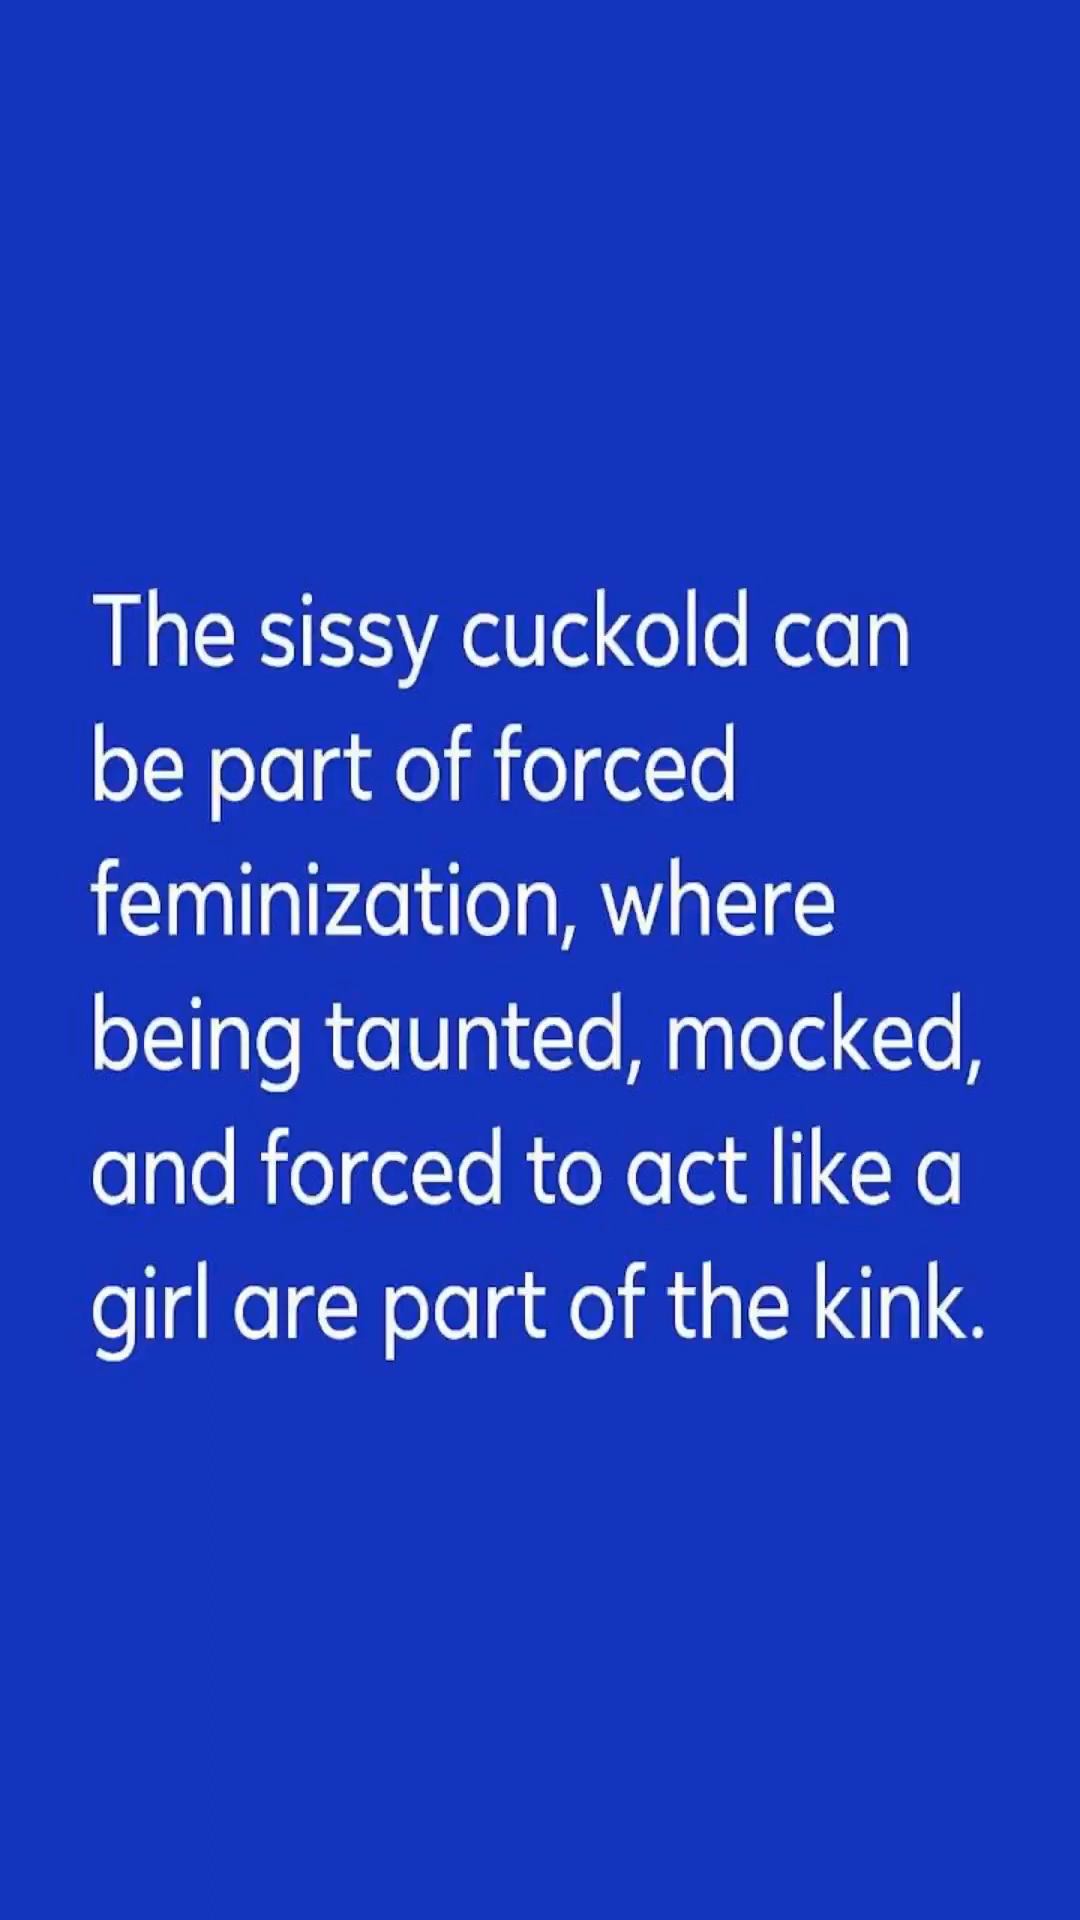 The sissy cuckold can
be part of forced
feminization, where
being taunted, mocked,
and forced to act like a
girl are part of the kink.